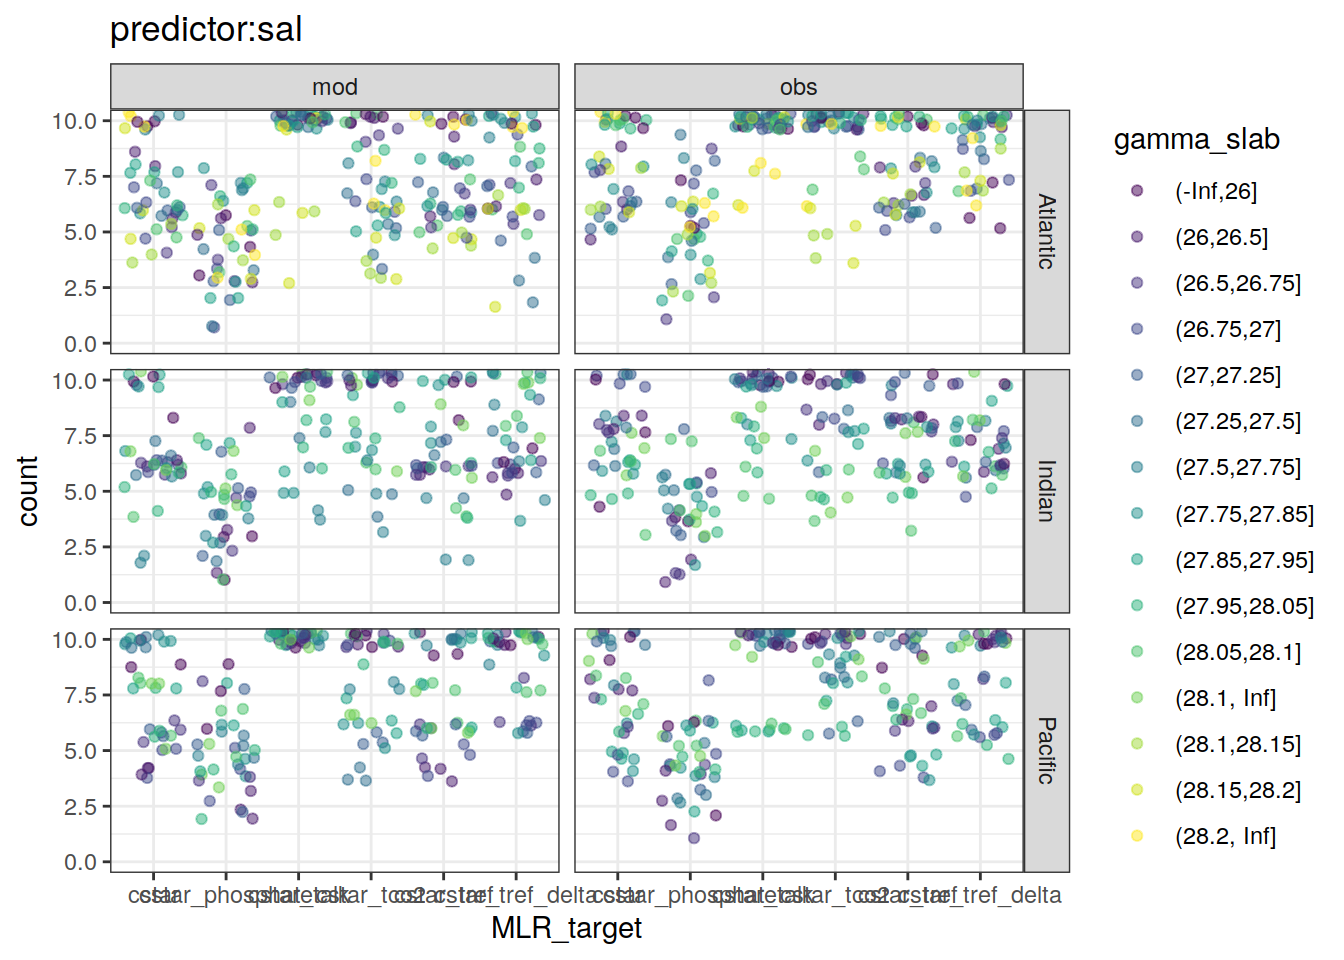 predictor:sal
mod
obs
10.0
7.5
5.0
2.5
0.0
Atlantic
10.0
7.5
5.0
2.5
0.0
Indian
10.0
7.5
5.0
2.5
0.0
Pacific
count
MLR_target
gamma_slab
(-Inf,26]
(26,26.5]
(26.5,26.75]
(26.75,27]
(27,27.25]
(27.25,27.5]
(27.5,27.75]
(27.75,27.85]
(27.85,27.95]
(27.95,28.05]
(28.05,28.1]
(28.1, Inf]
(28.1,28.15]
(28.15,28.2]
(28.2, Inf]